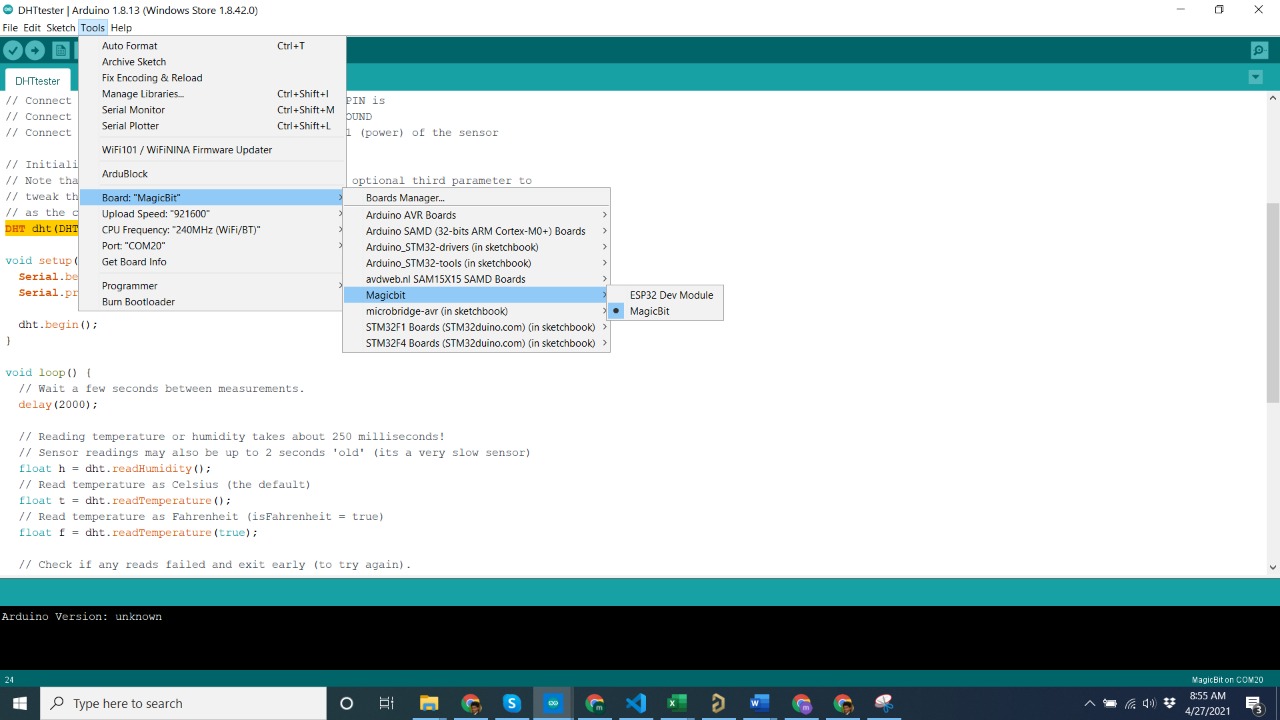 DHTtester | Arduino 1.8.13 (Windows Store 1.8.42.0)
File Edit Sketch Tools Help
DHTtester
Auto Format Ctrl+T
Archive Sketch
Fix Encoding & Reload
Manage Libraries... Ctrl+Shift+I
Serial Monitor Ctrl+Shift+M
Serial Plotter Ctrl+Shift+L
WiFi101 / WiFiNINA Firmware Updater
ArduBlock
Board: "MagicBit"
Upload Speed: "921600"
CPU Frequency: "240MHz (WiFi/BT)"
Port: "COM20"
Get Board Info
Programmer
Burn Bootloader
Boards Manager...
Arduino AVR Boards
Arduino SAMD (32-bits ARM Cortex-M0+) Boards
Arduino_STM32-drivers (in sketchbook)
Arduino_STM32-tools (in sketchbook)
avdweb.nl SAM15X15 SAMD Boards
Magicbit
microbridge-avr (in sketchbook)
STM32F1 Boards (STM32duino.com) (in sketchbook)
STM32F4 Boards (STM32duino.com) (in sketchbook)
ESP32 Dev Module
MagicBit
// Connect PIN is
// Connect OUND
// Connect 1 (power) of the sensor
// Initiali
// Note tha optional third parameter to
// tweak th
// as the c
DHT dht(DHT
void setup(
Serial.be
Serial.pr
dht.begin();
}
void loop() {
// Wait a few seconds between measurements.
delay(2000);
// Reading temperature or humidity takes about 250 milliseconds!
// Sensor readings may also be up to 2 seconds 'old' (its a very slow sensor)
float h = dht.readHumidity();
// Read temperature as Celsius (the default)
float t = dht.readTemperature();
// Read temperature as Fahrenheit (isFahrenheit = true)
float f = dht.readTemperature(true);
// Check if any reads failed and exit early (to try again).
Arduino Version: unknown
24 MagicBit on COM20
Type here to search
8:55 AM
4/27/2021
3